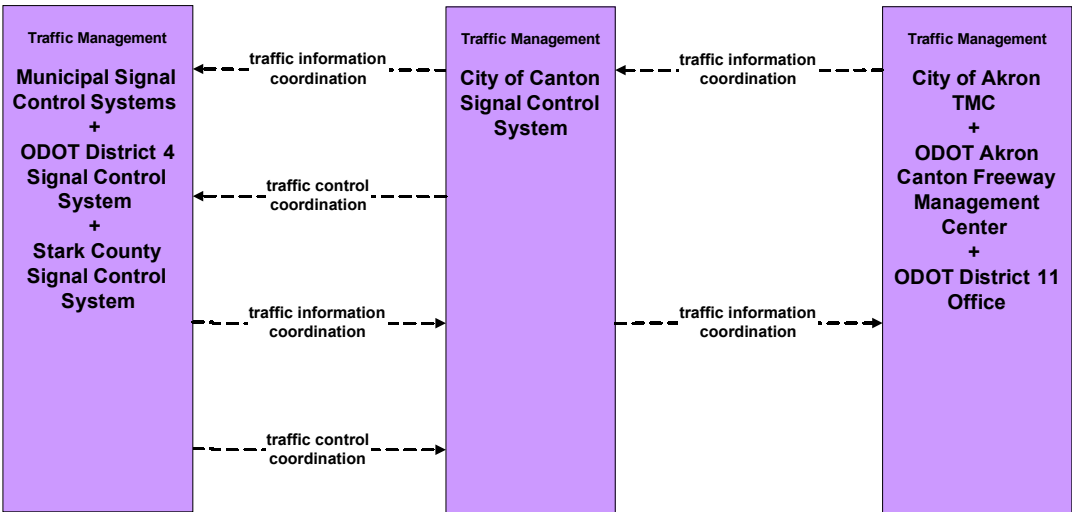 Traffic Management
Municipal Signal
Control Systems
+
ODOT District 4
Signal Control
System
+
Stark County
Signal Control
System
traffic information
coordination
traffic control
coordination
traffic information
coordination
traffic control
coordination
Traffic Management
City of Canton
Signal Control
System
traffic information
coordination
traffic information
coordination
Traffic Management
City of Akron
TMC
+
ODOT Akron
Canton Freeway
Management
Center
+
ODOT District 11
Office